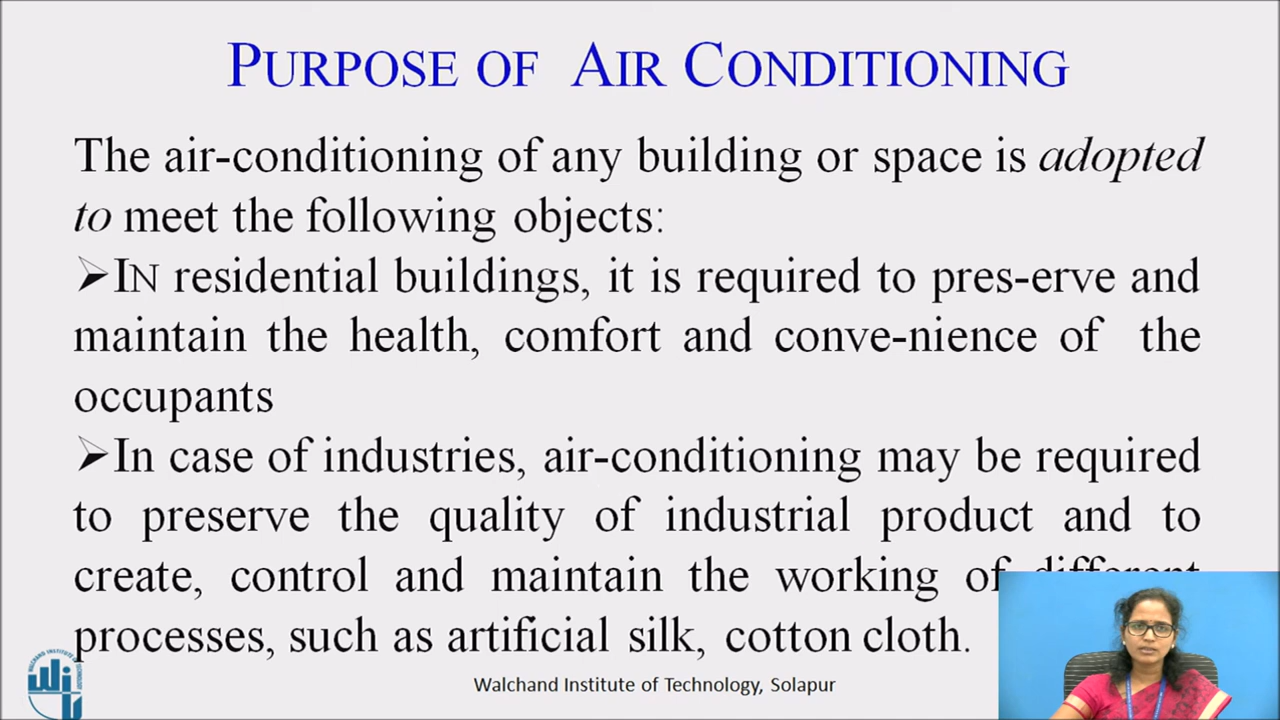 PURPOSE OF AIR CONDITIONING
The air-conditioning of any building or space is adopted
to meet the following objects:
➢IN residential buildings, it is required to pres-erve and
maintain the health, comfort and conve-nience of the
occupants
➢In case of industries, air-conditioning may be required
to preserve the quality of industrial product and to
create, control and maintain the working of different
processes, such as artificial silk, cotton cloth.
Walchand Institute of Technology, Solapur